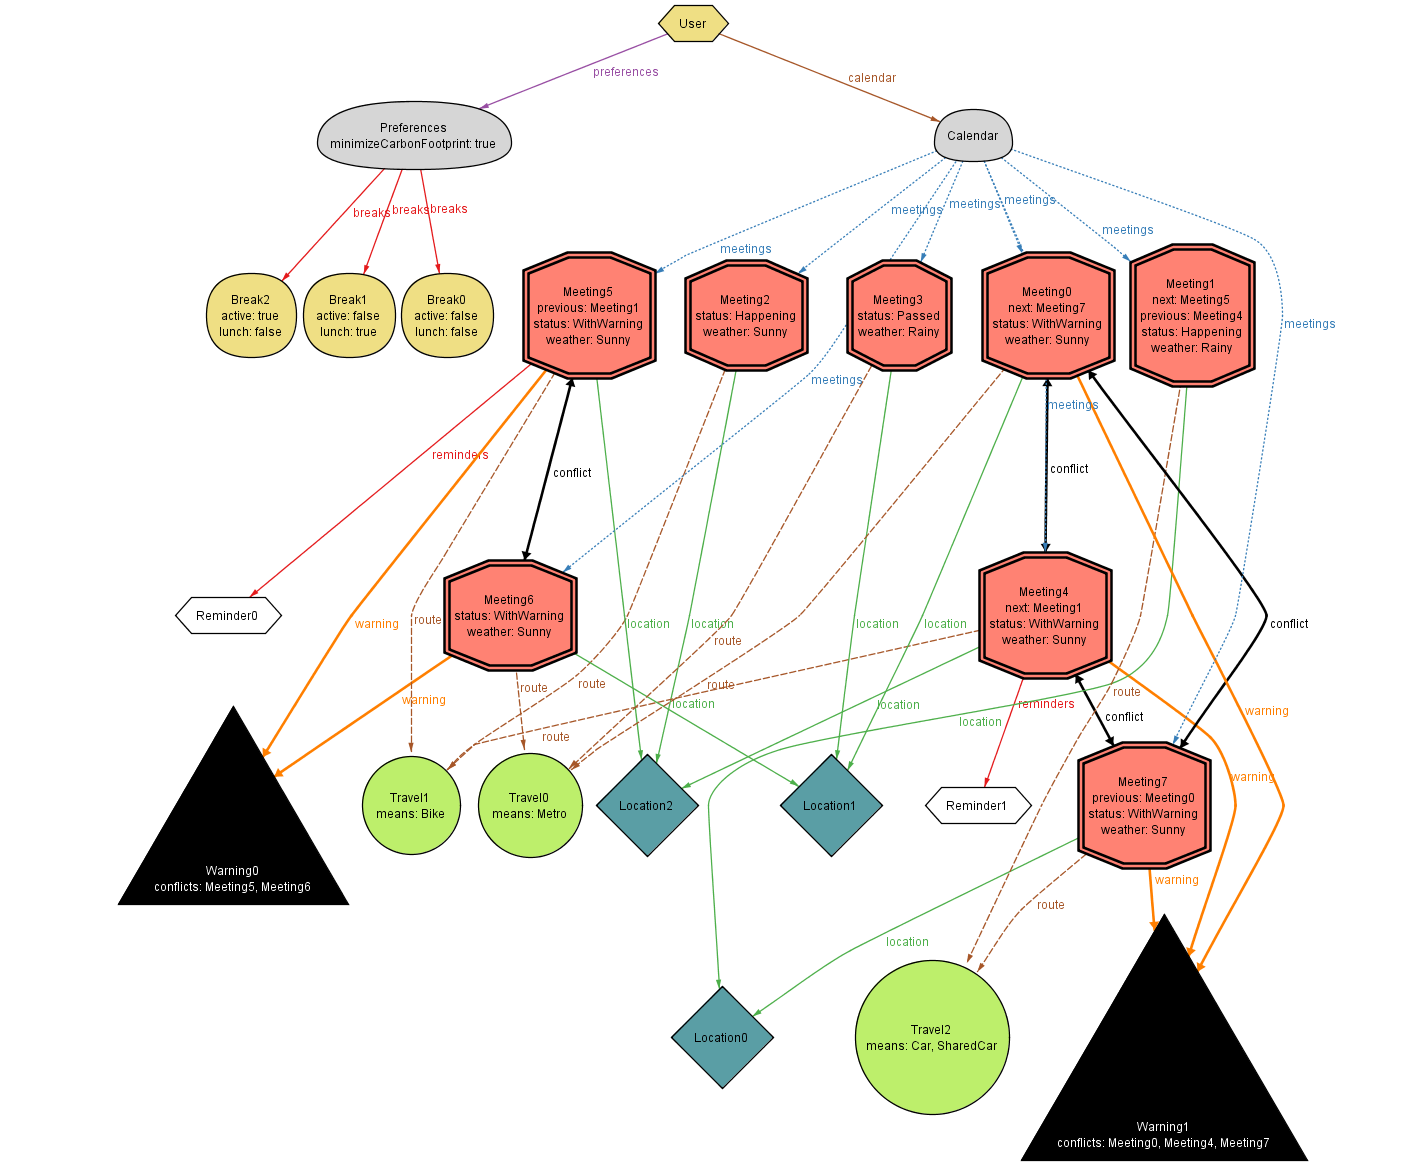 User
preferences
calendar
Preferences
minimizeCarbonFootprint: true
Calendar
breaks
breaks
breaks
meetings
meetings
meetings
meetings
meetings
meetings
Break2
active: true
lunch: false
Break1
active: false
lunch: true
Break0
active: false
lunch: false
Meeting5
previous: Meeting1
status: WithWarning
weather: Sunny
Meeting2
status: Happening
weather: Sunny
Meeting3
status: Passed
weather: Rainy
Meeting0
next: Meeting7
status: WithWarning
weather: Sunny
Meeting1
next: Meeting5
previous: Meeting4
status: Happening
weather: Rainy
meetings
meetings
reminders
conflict
conflict
Meeting6
status: WithWarning
weather: Sunny
Meeting4
next: Meeting1
status: WithWarning
weather: Sunny
Reminder0
warning
route
location
location
location
location
conflict
route
route
route
route
route
warning
location
location
location
reminders
conflict
route
warning
route
warning
Travel1
means: Bike
Travel0
means: Metro
Location2
Location1
Reminder1
Meeting7
previous: Meeting0
status: WithWarning
weather: Sunny
Warning0
conflicts: Meeting5, Meeting6
warning
route
location
Location0
Travel2
means: Car, SharedCar
Warning1
conflicts: Meeting0, Meeting4, Meeting7